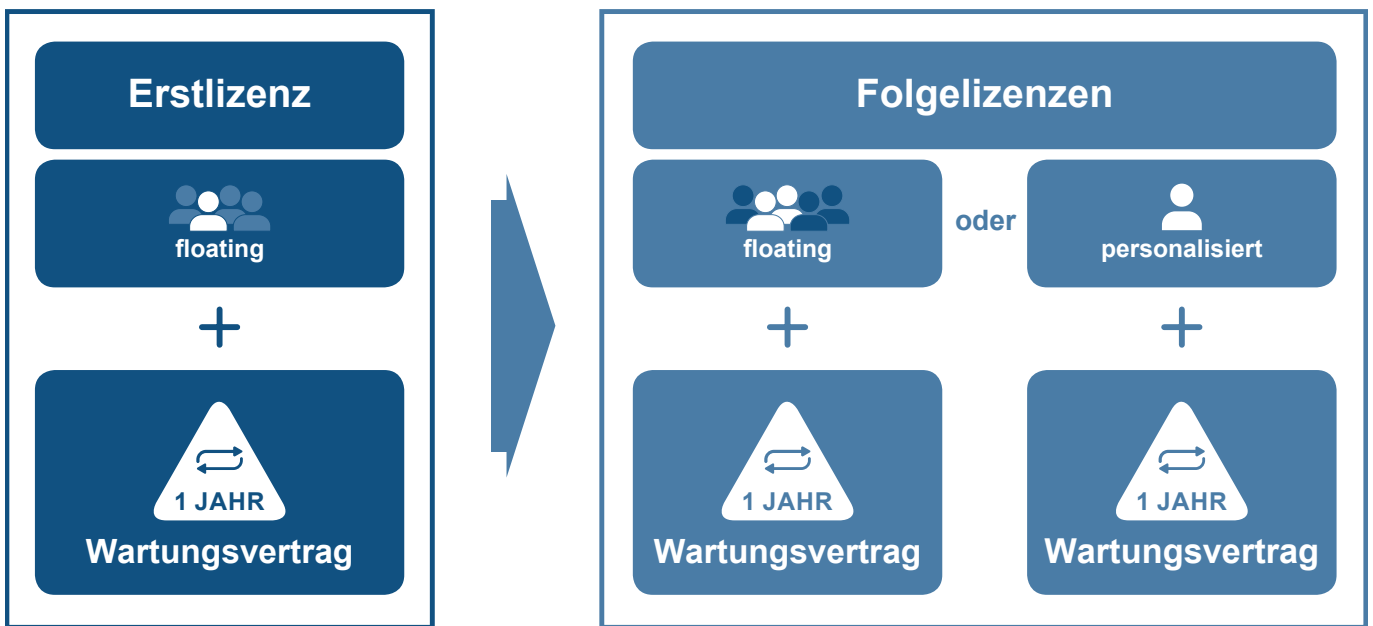 Erstlizenz
floating
+
1 JAHR
Wartungsvertrag
Folgelizenzen
floating
oder
personalisiert
+
+
1 JAHR
Wartungsvertrag
1 JAHR
Wartungsvertrag